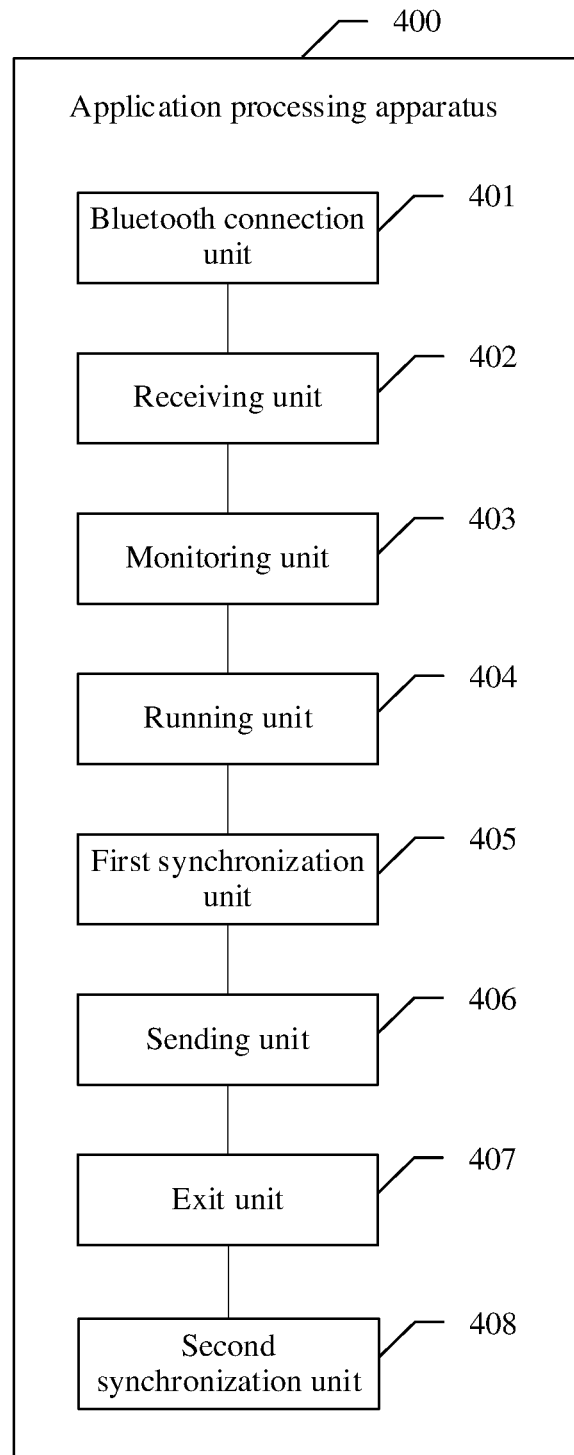 400
Application processing apparatus
401
Bluetooth connection
unit
402
Receiving unit
403
Monitoring unit
404
Running unit
405
First synchronization
unit
406
Sending unit
407
Exit unit
408
Second
synchronization unit